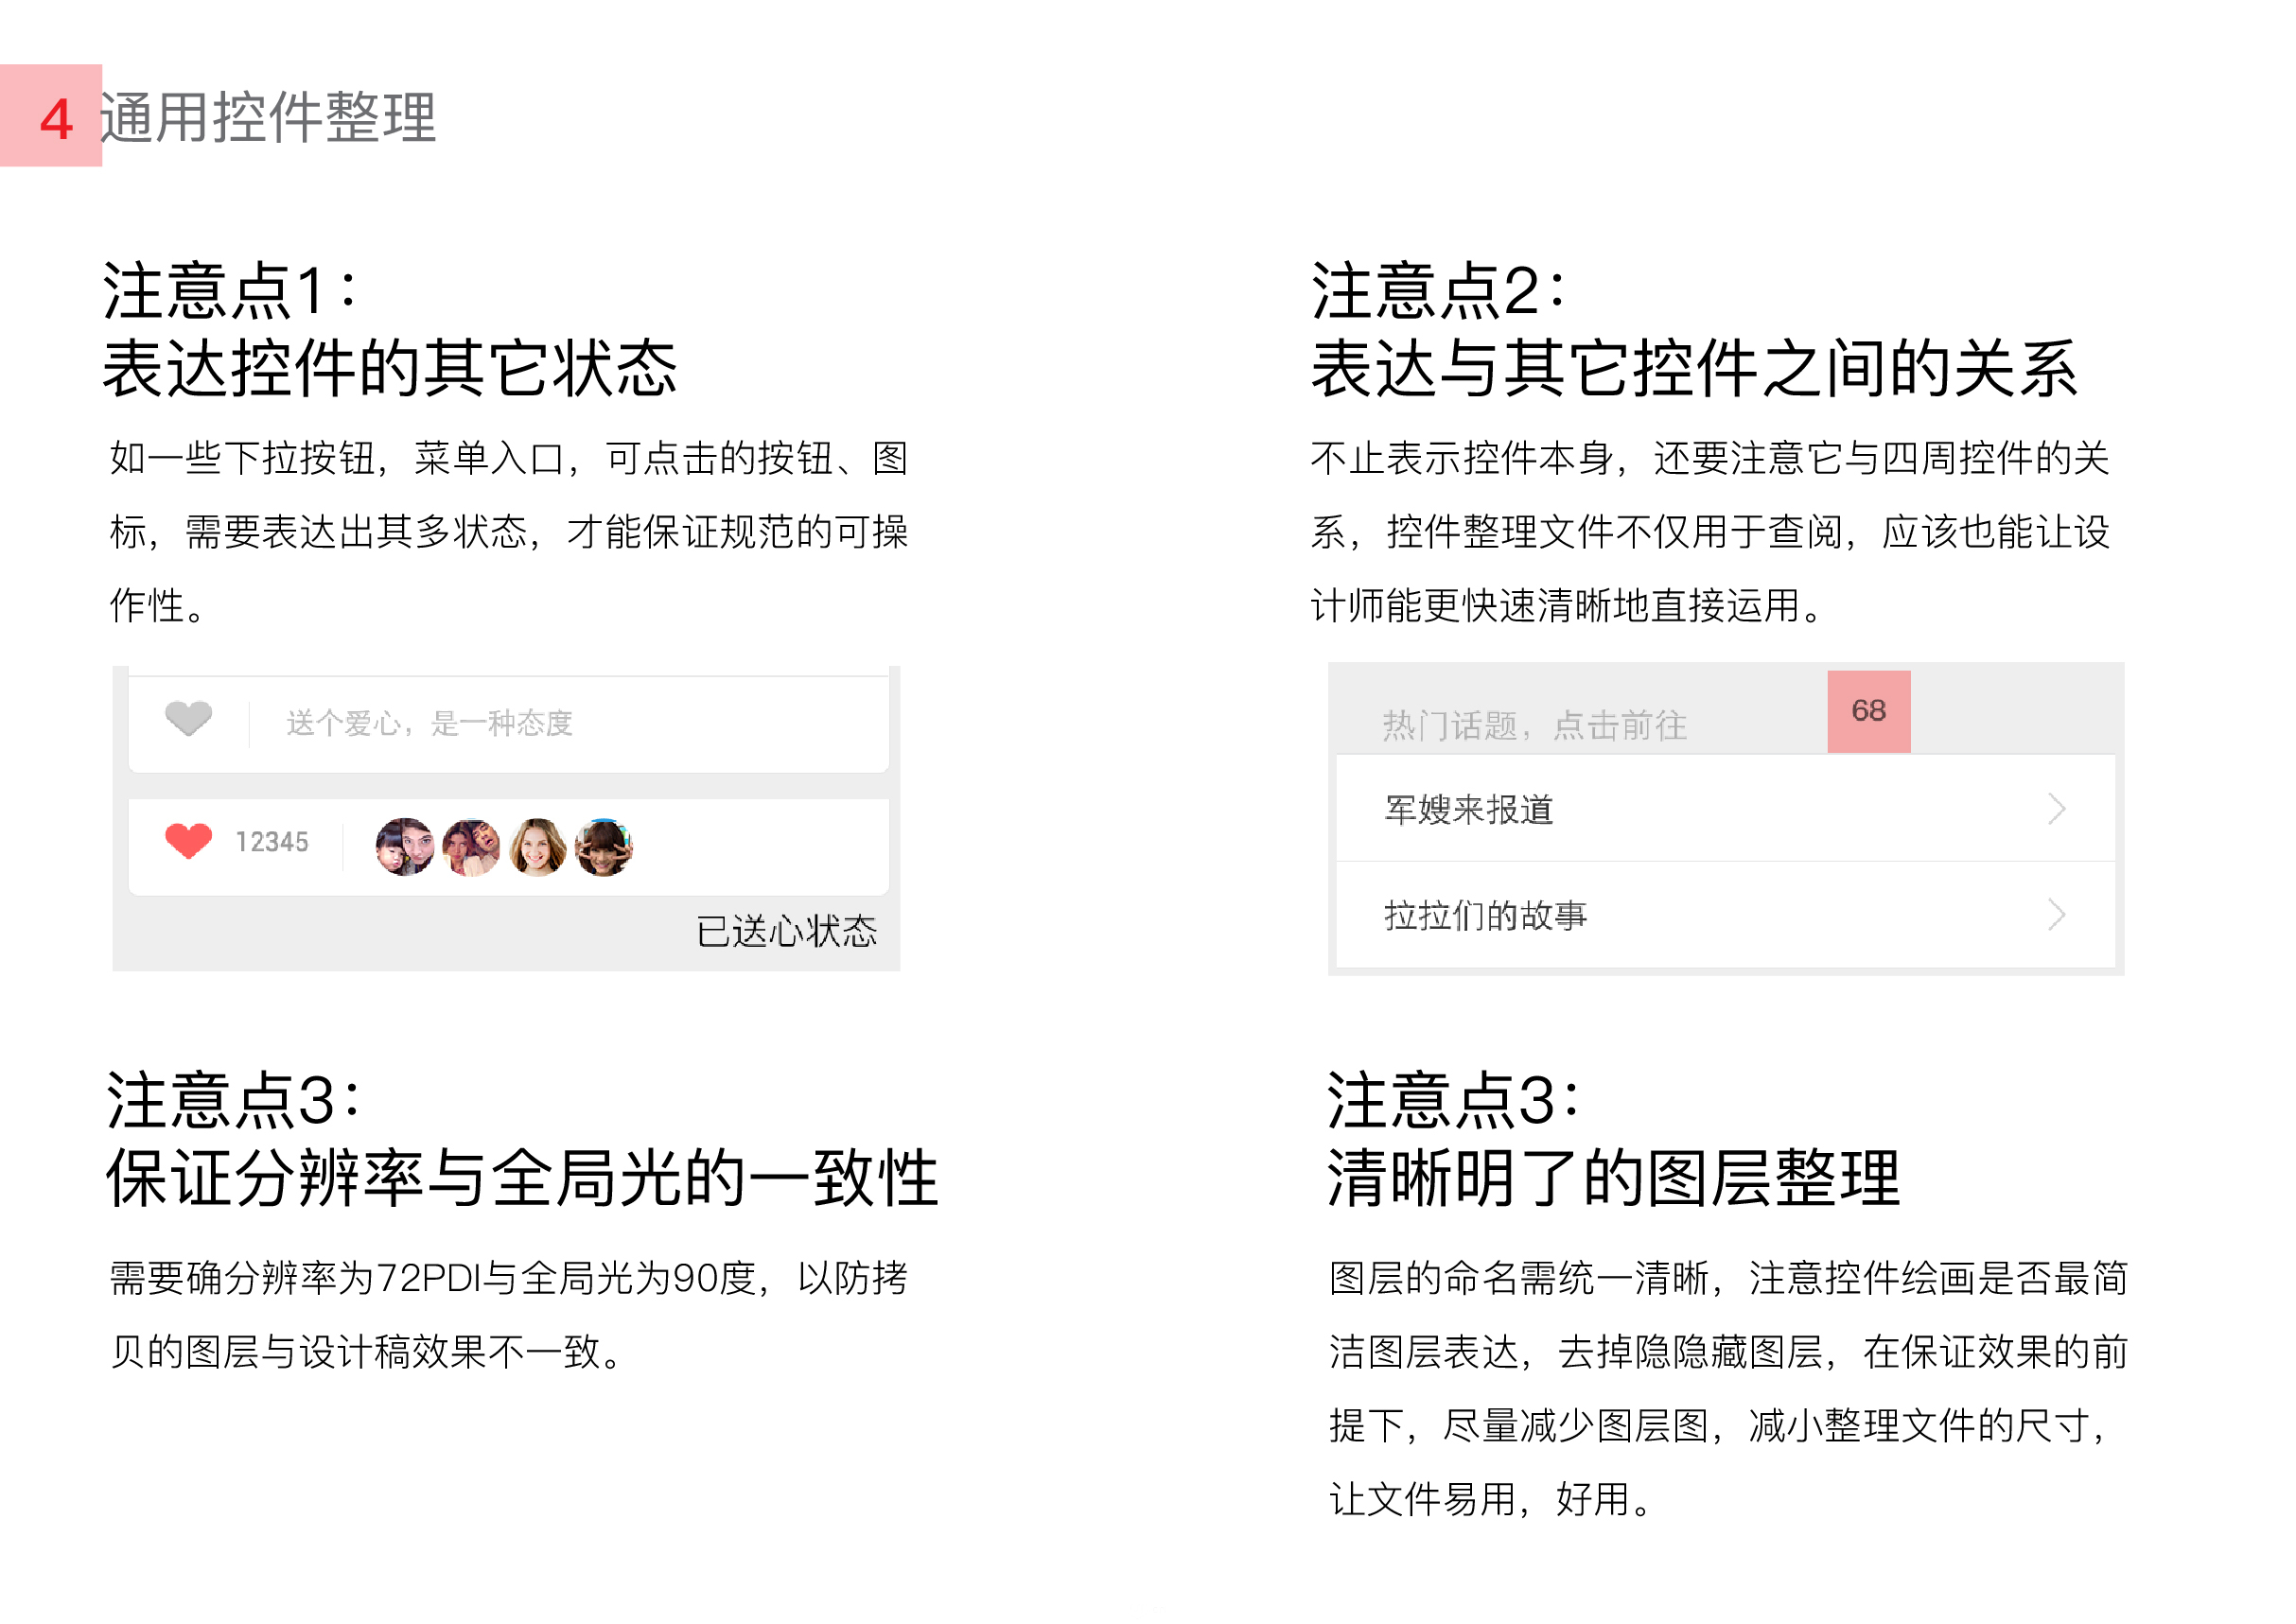 4 通用控件整理
注意点1：
表达控件的其它状态
如一些下拉按钮，菜单入口，可点击的按钮、图
标，需要表达出其多状态，才能保证规范的可操
作性。
送个爱心，是一种态度
12345
已送心状态
注意点2：
表达与其它控件之间的关系
不止表示控件本身，还要注意它与四周控件的关
系，控件整理文件不仅用于查阅，应该也能让设
计师能更快速清晰地直接运用。
热门话题，点击前往
68
军嫂来报道
拉拉们的故事
注意点3：
保证分辨率与全局光的一致性
需要确分辨率为72PDI与全局光为90度，以防拷
贝的图层与设计稿效果不一致。
注意点3：
清晰明了的图层整理
图层的命名需统一清晰，注意控件绘画是否最简
洁图层表达，去掉隐隐藏图层，在保证效果的前
提下，尽量减少图层图，减小整理文件的尺寸，
让文件易用，好用。